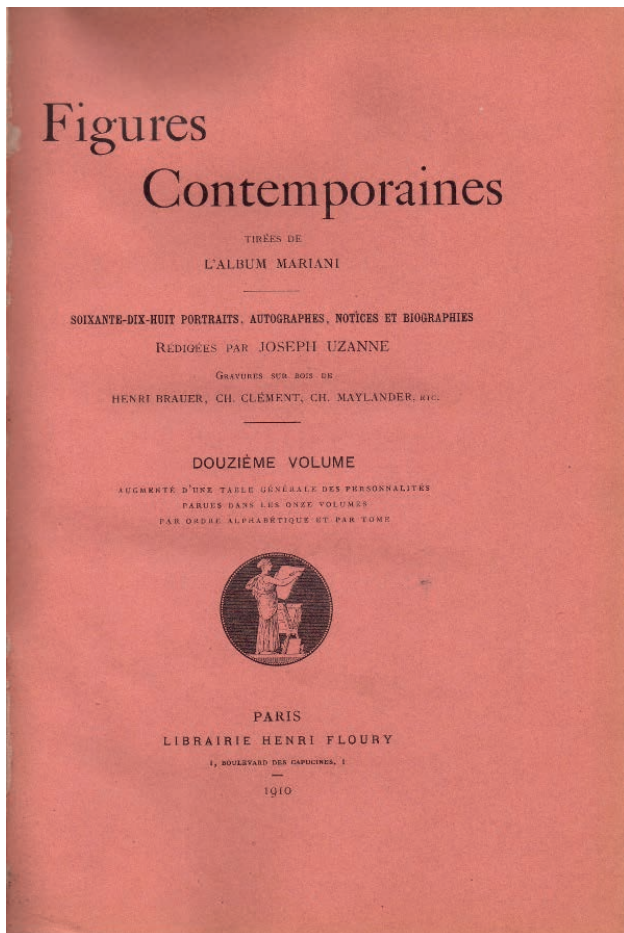 Figures
Contemporaines
TIRÉES DE
L'ALBUM MARIANI
SOIXANTE-DIX-HUIT PORTRAITS, AUTOGRAPHES, NOTICES ET BIOGRAPHIES
RÉDIGÉES PAR JOSEPH UZANNE
GRAVURES SUR BOIS DE
HENRI BRAUER, CH. CLÉMENT, CH. MAYLANDER, ETC.
DOUZIÈME VOLUME
AUGMENTÉ D'UNE TABLE GÉNÉRALE DES PERSONNALITÉS
PARUES DANS LES ONZE VOLUMES
PAR ORDRE ALPHABÉTIQUE ET PAR TOME
PARIS
LIBRAIRIE HENRI FLOURY
1, BOULEVARD DES CAPUCINES, 1
1910